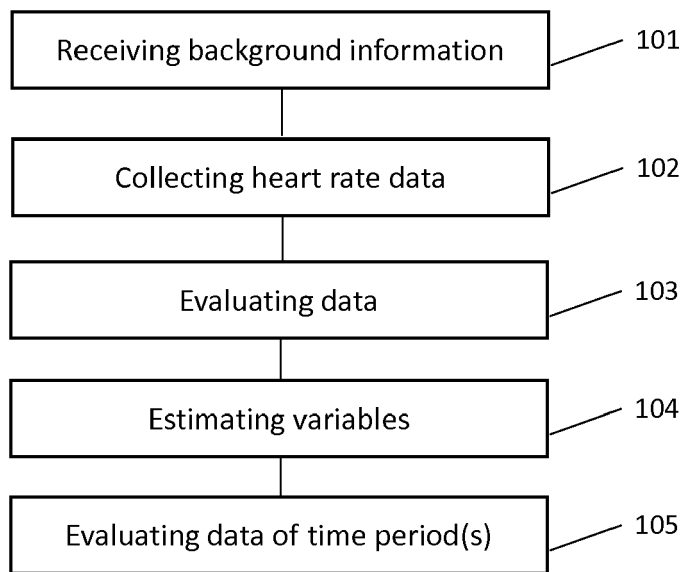 Receiving background information
101
Collecting heart rate data
102
Evaluating data
103
Estimating variables
104
Evaluating data of time period(s)
105